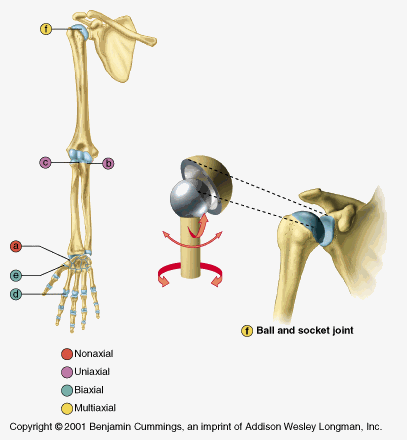 f
c
b
a
e
d
f Ball and socket joint
Nonaxial
Uniaxial
Biaxial
Multiaxial
Copyright © 2001 Benjamin Cummings, an imprint of Addison Wesley Longman, Inc.